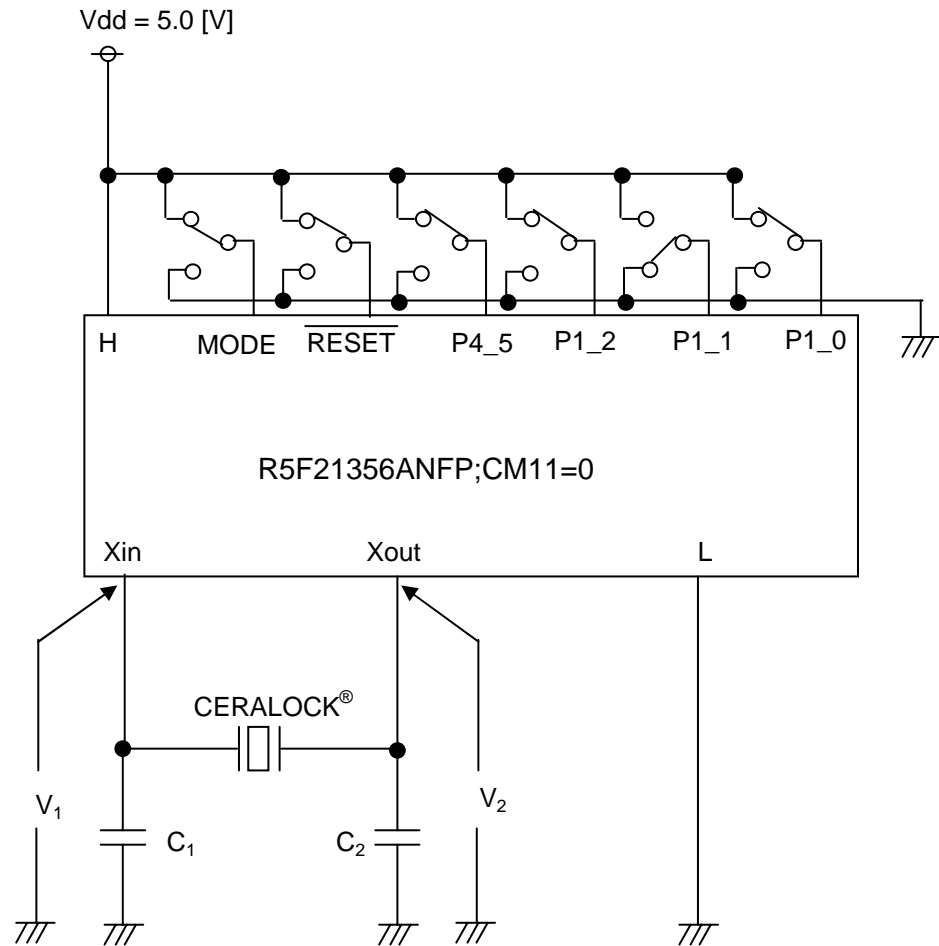 Vdd = 5.0 [V]
H MODE RESET P4_5 P1_2 P1_1 P1_0
R5F21356ANFP;CM11=0
Xin Xout L
CERALOCK®
V₁ V₂
C₁ C₂